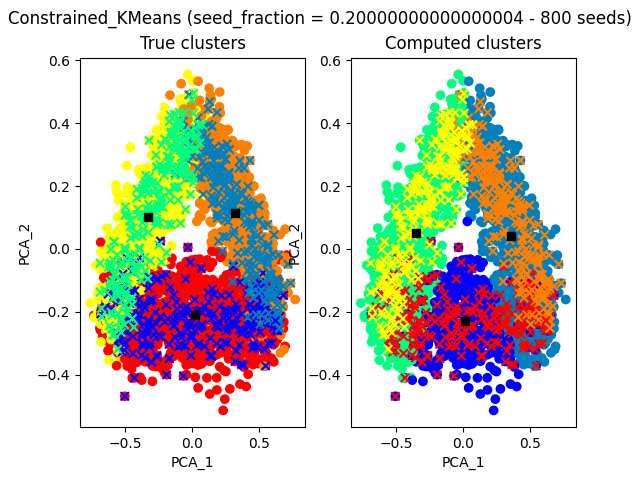 Constrained_KMeans (seed_fraction = 0.20000000000000004 - 800 seeds)
True clusters
Computed clusters
0.6
0.4
0.2
0.0
−0.2
−0.4
PCA_2
−0.5
0.0
0.5
PCA_1
0.6
0.4
0.2
0.0
−0.2
−0.4
PCA_2
−0.5
0.0
0.5
PCA_1